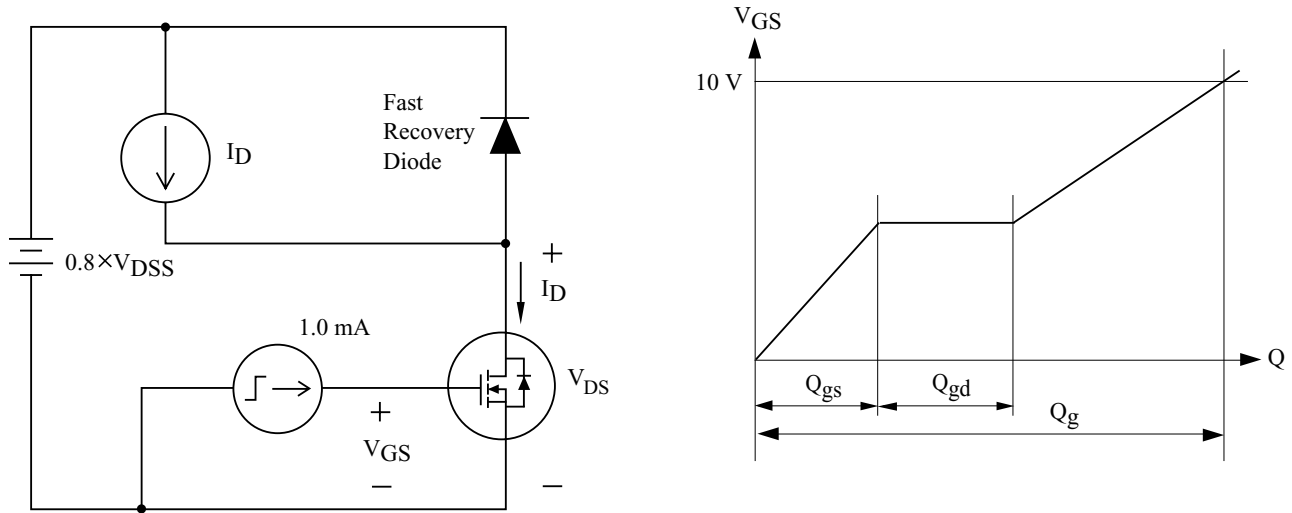 I_D
Fast
Recovery
Diode
0.8×V_DSS
+
I_D
1.0 mA
V_DS
+
V_GS
−
−
V_GS
10 V
Q
Q_gs
Q_gd
Q_g